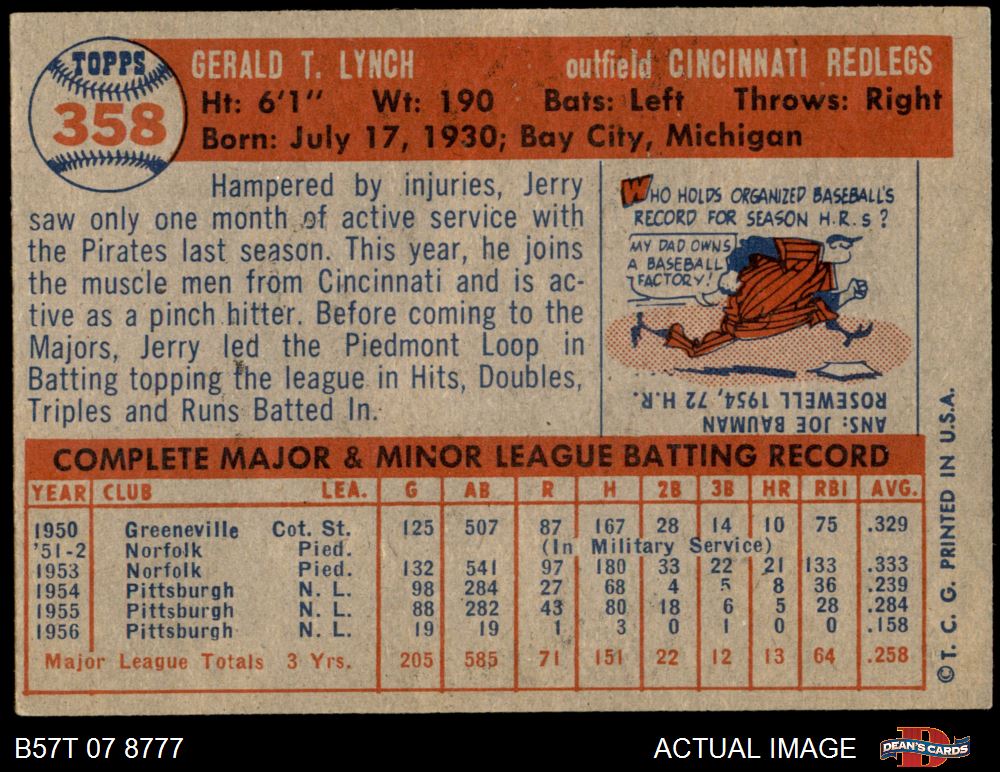 TOPPS
358
GERALD T. LYNCH outfield CINCINNATI REDLEGS
Ht: 6'1" Wt: 190 Bats: Left Throws: Right
Born: July 17, 1930; Bay City, Michigan
Hampered by injuries, Jerry
saw only one month of active service with
the Pirates last season. This year, he joins
the muscle men from Cincinnati and is ac-
tive as a pinch hitter. Before coming to the
Majors, Jerry led the Piedmont Loop in
Batting topping the league in Hits, Doubles,
Triples and Runs Batted In.
WHO HOLDS ORGANIZED BASEBALL'S
RECORD FOR SEASON H.R.S?
MY DAD OWNS
A BASEBALL
FACTORY!
ANS: JOE BAUMAN
ROSEWELL 1954, 72 H.R.
COMPLETE MAJOR & MINOR LEAGUE BATTING RECORD
YEAR CLUB LEA. G AB R H 2B 3B HR RBI AVG.
1950 Greeneville Cot. St. 125 507 87 167 28 14 10 75 .329
'51-2 Norfolk Pied. (In Military Service)
1953 Norfolk Pied. 132 541 97 180 33 22 21 133 .333
1954 Pittsburgh N. L. 98 284 27 68 4 5 8 36 .239
1955 Pittsburgh N. L. 88 282 43 80 18 6 5 28 .284
1956 Pittsburgh N. L. 19 19 1 3 0 1 0 0 .158
Major League Totals 3 Yrs. 205 585 71 151 22 12 13 64 .258
© T. C. G. PRINTED IN U.S.A.
B57T 07 8777 ACTUAL IMAGE DEAN'S CARDS